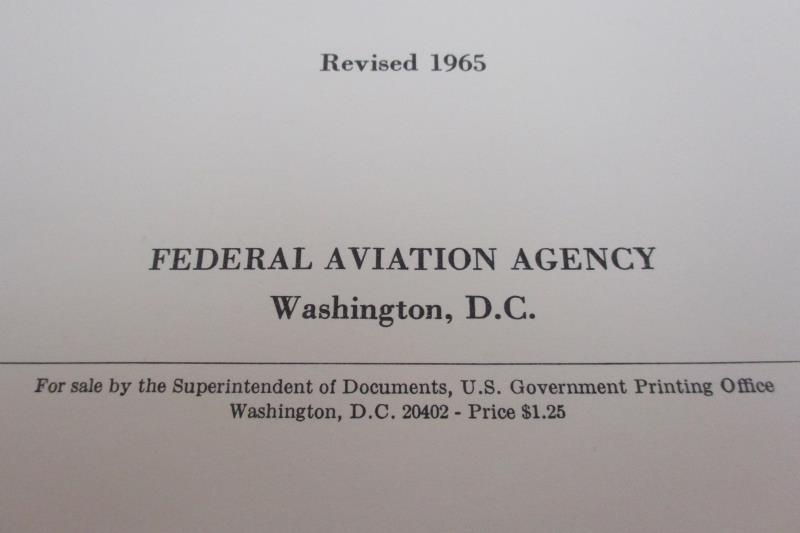 Revised 1965
FEDERAL AVIATION AGENCY
Washington, D.C.
For sale by the Superintendent of Documents, U.S. Government Printing Office
Washington, D.C. 20402 - Price $1.25